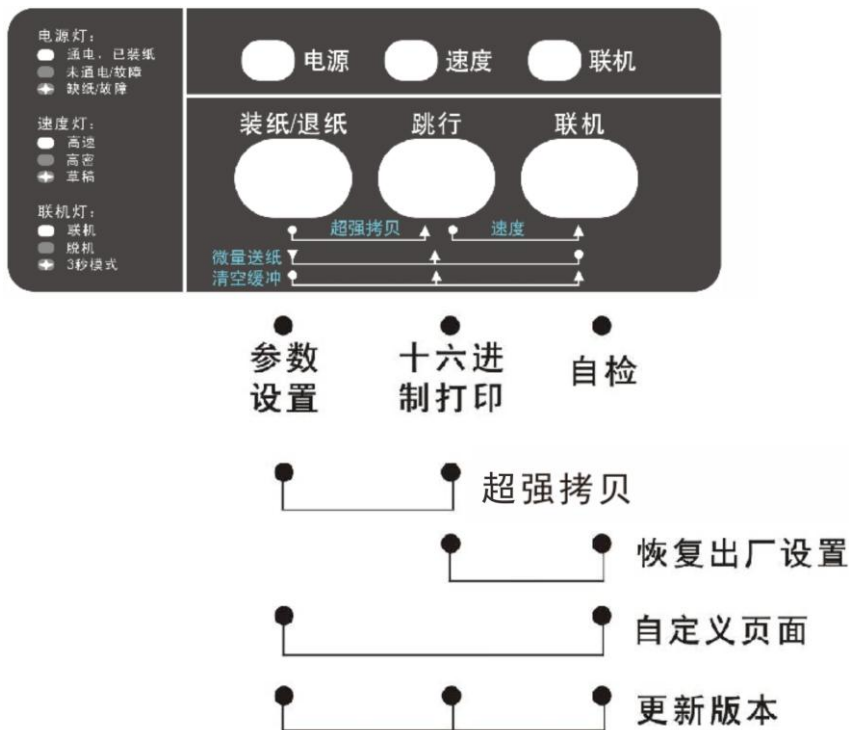 电源灯:
通电,已装纸
未通电/故障
缺纸/故障
速度灯:
高速
高密
草稿
联机灯:
联机
脱机
3秒模式
电源 速度 联机
装纸/退纸 跳行 联机
超强拷贝 速度
微量送纸
清空缓冲
参数
设置
十六进
制打印
自检
超强拷贝
恢复出厂设置
自定义页面
更新版本